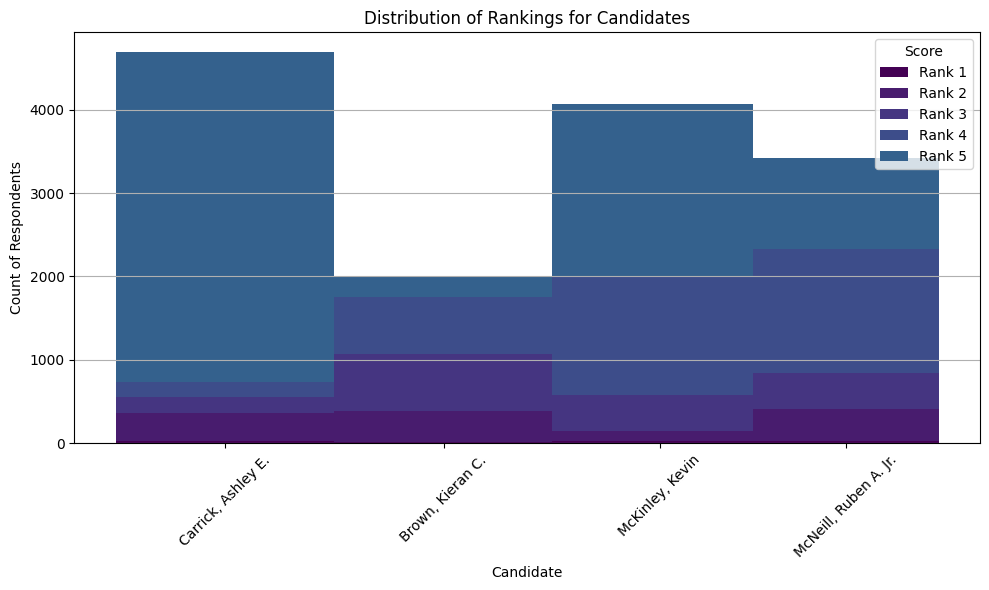 Distribution of Rankings for Candidates
Score
Rank 1
Rank 2
Rank 3
Rank 4
Rank 5
4000
3000
2000
1000
0
Count of Respondents
Carrick, Ashley E.
Brown, Kieran C.
McKinley, Kevin
McNeill, Ruben A. Jr.
Candidate